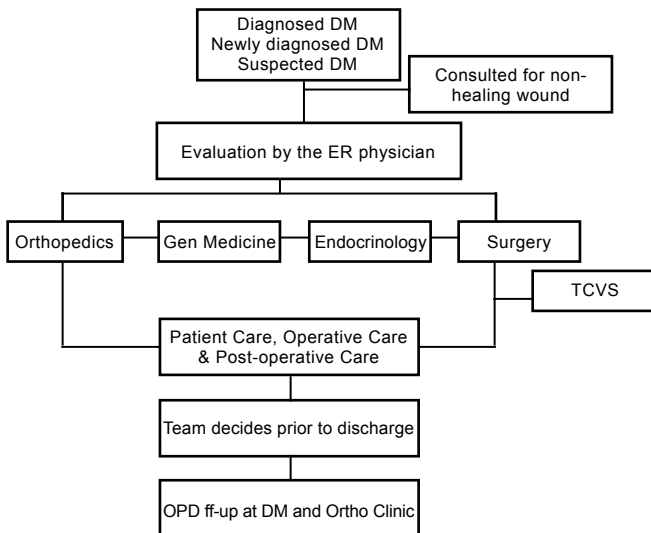 Diagnosed DM
Newly diagnosed DM
Suspected DM
Consulted for non-
healing wound
Evaluation by the ER physician
Orthopedics
Gen Medicine
Endocrinology
Surgery
TCVS
Patient Care, Operative Care
& Post-operative Care
Team decides prior to discharge
OPD ff-up at DM and Ortho Clinic